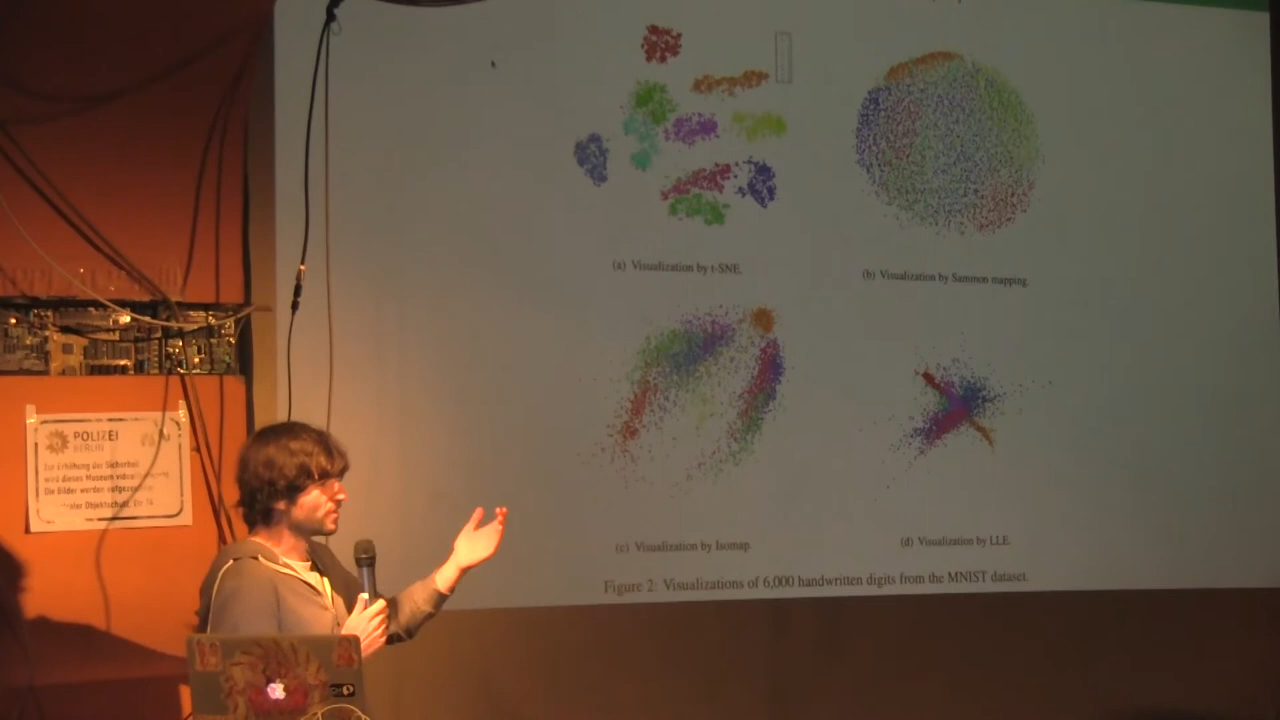 (a) Visualization by t-SNE.
(b) Visualization by Sammon mapping.
(c) Visualization by Isomap.
(d) Visualization by LLE.
Figure 2: Visualizations of 6,000 handwritten digits from the MNIST dataset.
POLIZEI
BERLIN
Zur Erhöhung der Sicherheit
wird dieses Museum
Die Bilder werden
Objektschutz,